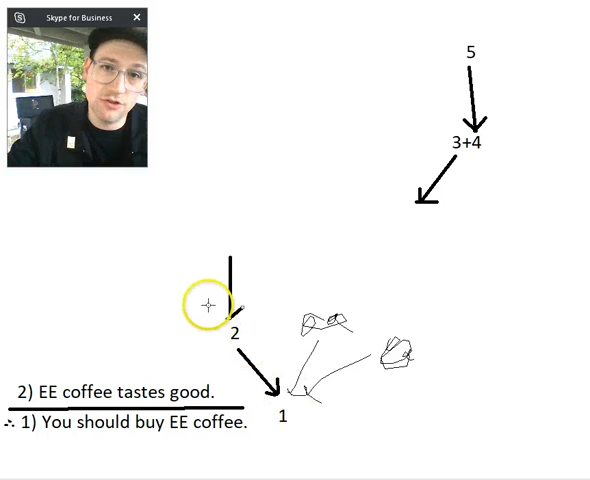 Skype for Business
5
3+4
2
2) EE coffee tastes good.
∴ 1) You should buy EE coffee.
1